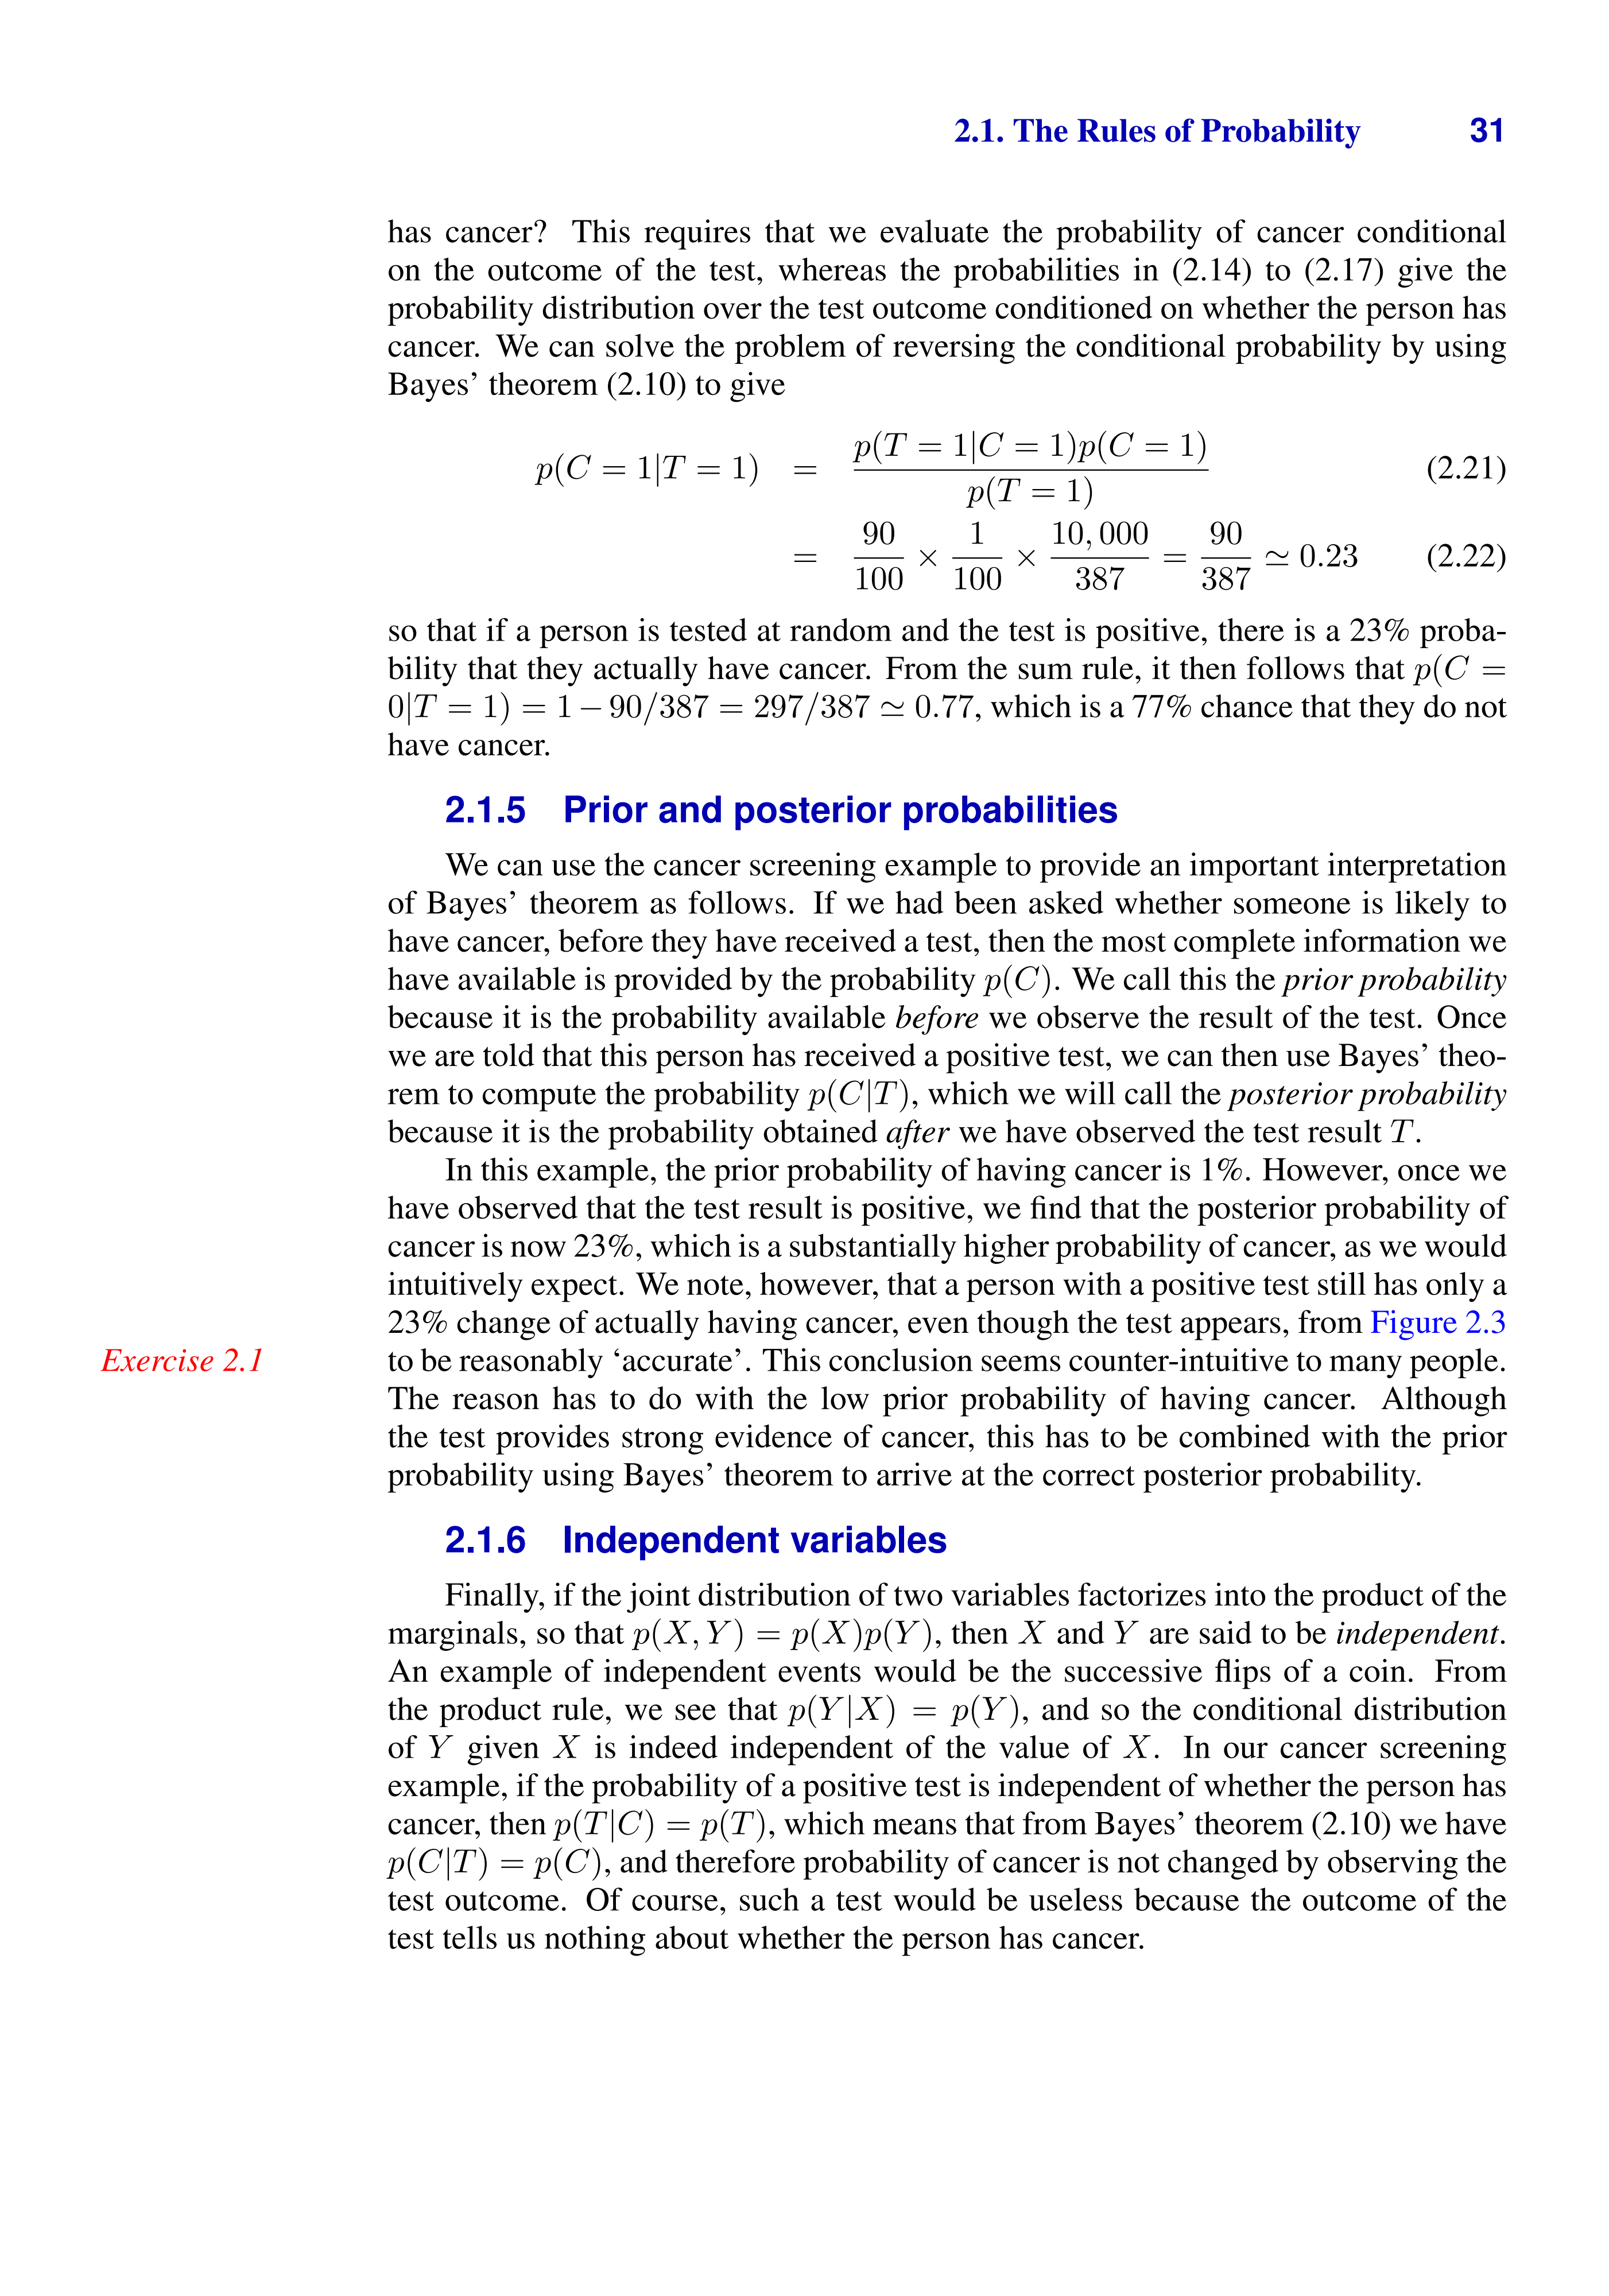 2.1. The Rules of Probability 31
has cancer? This requires that we evaluate the probability of cancer conditional
on the outcome of the test, whereas the probabilities in (2.14) to (2.17) give the
probability distribution over the test outcome conditioned on whether the person has
cancer. We can solve the problem of reversing the conditional probability by using
Bayes’ theorem (2.10) to give
p(C = 1|T = 1) = \frac{p(T = 1|C = 1)p(C = 1)}{p(T = 1)} (2.21)
= \frac{90}{100} × \frac{1}{100} × \frac{10,000}{387} = \frac{90}{387} ≃ 0.23 (2.22)
so that if a person is tested at random and the test is positive, there is a 23% proba-
bility that they actually have cancer. From the sum rule, it then follows that p(C =
0|T = 1) = 1 − 90/387 = 297/387 ≃ 0.77, which is a 77% chance that they do not
have cancer.
2.1.5 Prior and posterior probabilities
We can use the cancer screening example to provide an important interpretation
of Bayes’ theorem as follows. If we had been asked whether someone is likely to
have cancer, before they have received a test, then the most complete information we
have available is provided by the probability p(C). We call this the prior probability
because it is the probability available before we observe the result of the test. Once
we are told that this person has received a positive test, we can then use Bayes’ theo-
rem to compute the probability p(C|T), which we will call the posterior probability
because it is the probability obtained after we have observed the test result T.
In this example, the prior probability of having cancer is 1%. However, once we
have observed that the test result is positive, we find that the posterior probability of
cancer is now 23%, which is a substantially higher probability of cancer, as we would
intuitively expect. We note, however, that a person with a positive test still has only a
23% change of actually having cancer, even though the test appears, from Figure 2.3
Exercise 2.1 to be reasonably ‘accurate’. This conclusion seems counter-intuitive to many people.
The reason has to do with the low prior probability of having cancer. Although
the test provides strong evidence of cancer, this has to be combined with the prior
probability using Bayes’ theorem to arrive at the correct posterior probability.
2.1.6 Independent variables
Finally, if the joint distribution of two variables factorizes into the product of the
marginals, so that p(X, Y) = p(X)p(Y), then X and Y are said to be independent.
An example of independent events would be the successive flips of a coin. From
the product rule, we see that p(Y|X) = p(Y), and so the conditional distribution
of Y given X is indeed independent of the value of X. In our cancer screening
example, if the probability of a positive test is independent of whether the person has
cancer, then p(T|C) = p(T), which means that from Bayes’ theorem (2.10) we have
p(C|T) = p(C), and therefore probability of cancer is not changed by observing the
test outcome. Of course, such a test would be useless because the outcome of the
test tells us nothing about whether the person has cancer.